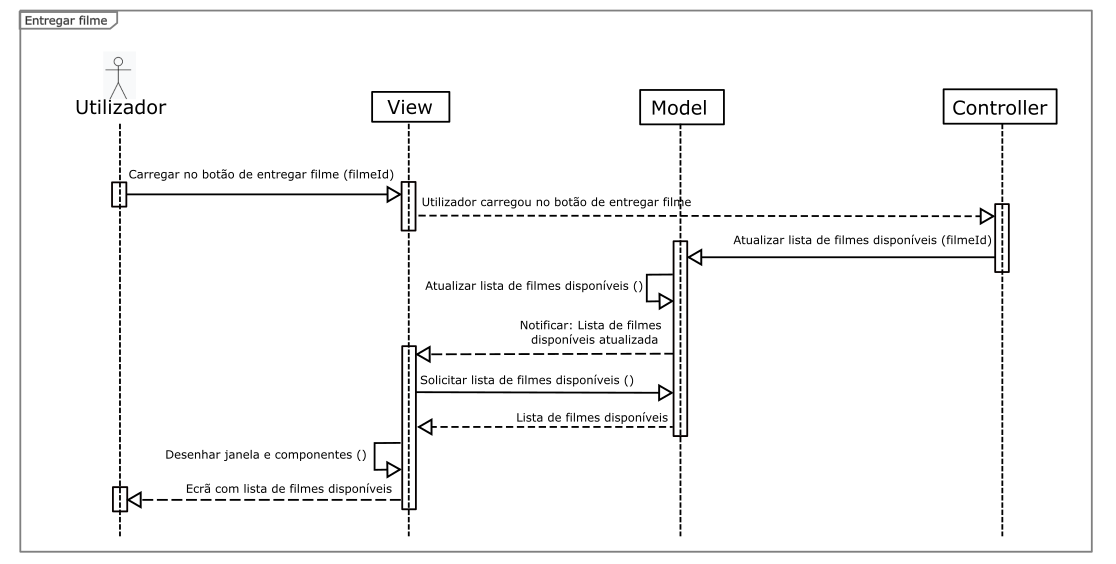 Entregar filme
Utilizador
View
Model
Controller
Carregar no botão de entregar filme (filmeId)
Utilizador carregou no botão de entregar filme
Atualizar lista de filmes disponíveis (filmeId)
Atualizar lista de filmes disponíveis ()
Notificar: Lista de filmes
disponíveis atualizada
Solicitar lista de filmes disponíveis ()
Lista de filmes disponíveis
Desenhar janela e componentes ()
Ecrã com lista de filmes disponíveis